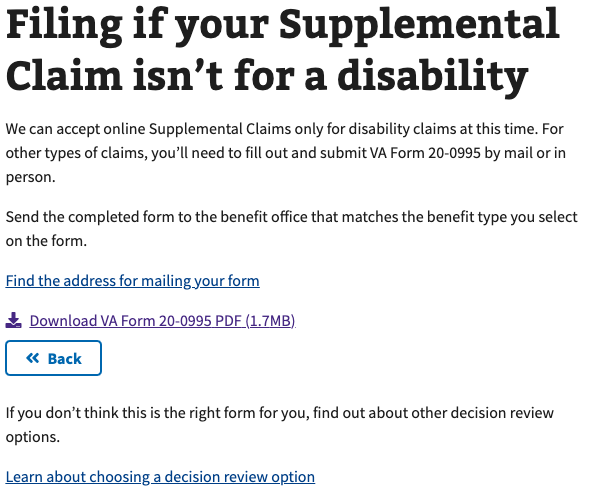 Filing if your Supplemental
Claim isn't for a disability
We can accept online Supplemental Claims only for disability claims at this time. For
other types of claims, you'll need to fill out and submit VA Form 20-0995 by mail or in
person.
Send the completed form to the benefit office that matches the benefit type you select
on the form.
Find the address for mailing your form
Download VA Form 20-0995 PDF (1.7MB)
Back
If you don't think this is the right form for you, find out about other decision review
options.
Learn about choosing a decision review option